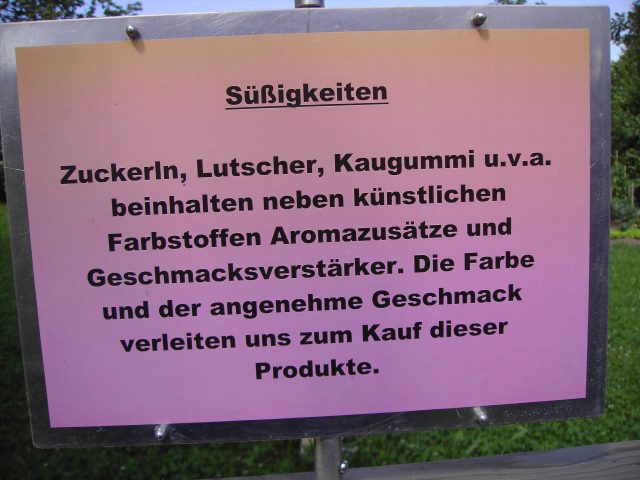 Süßigkeiten
Zuckerln, Lutscher, Kaugummi u.v.a.
beinhalten neben künstlichen
Farbstoffen Aromazusätze und
Geschmacksverstärker. Die Farbe
und der angenehme Geschmack
verleiten uns zum Kauf dieser
Produkte.